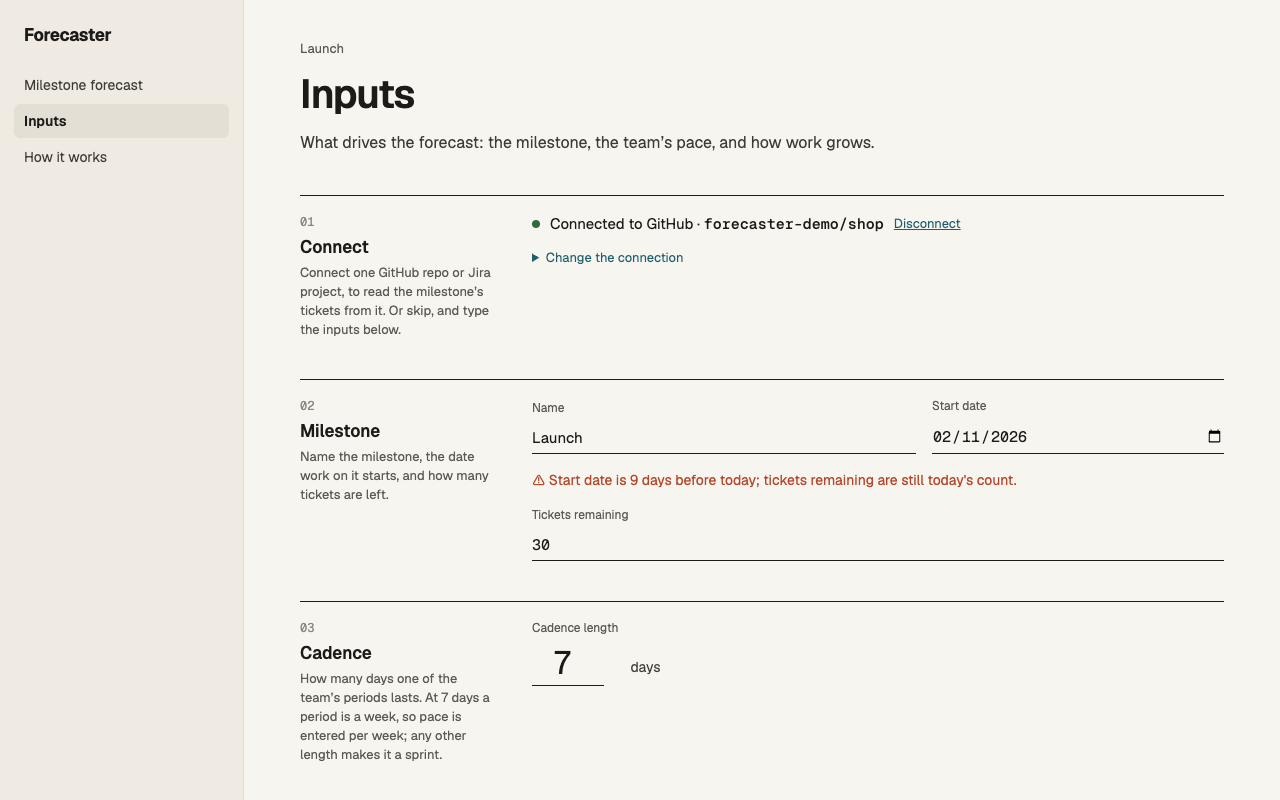 Forecaster
Milestone forecast
Inputs
How it works
Launch
Inputs
What drives the forecast: the milestone, the team’s pace, and how work grows.
01
Connect
Connect one GitHub repo or Jira
project, to read the milestone’s
tickets from it. Or skip, and type
the inputs below.
Connected to GitHub · forecaster-demo/shop Disconnect
Change the connection
02
Milestone
Name the milestone, the date
work on it starts, and how many
tickets are left.
Name
Launch
Start date
02/11/2026
Start date is 9 days before today; tickets remaining are still today's count.
Tickets remaining
30
03
Cadence
How many days one of the
team’s periods lasts. At 7 days a
period is a week, so pace is
entered per week; any other
length makes it a sprint.
Cadence length
7 days